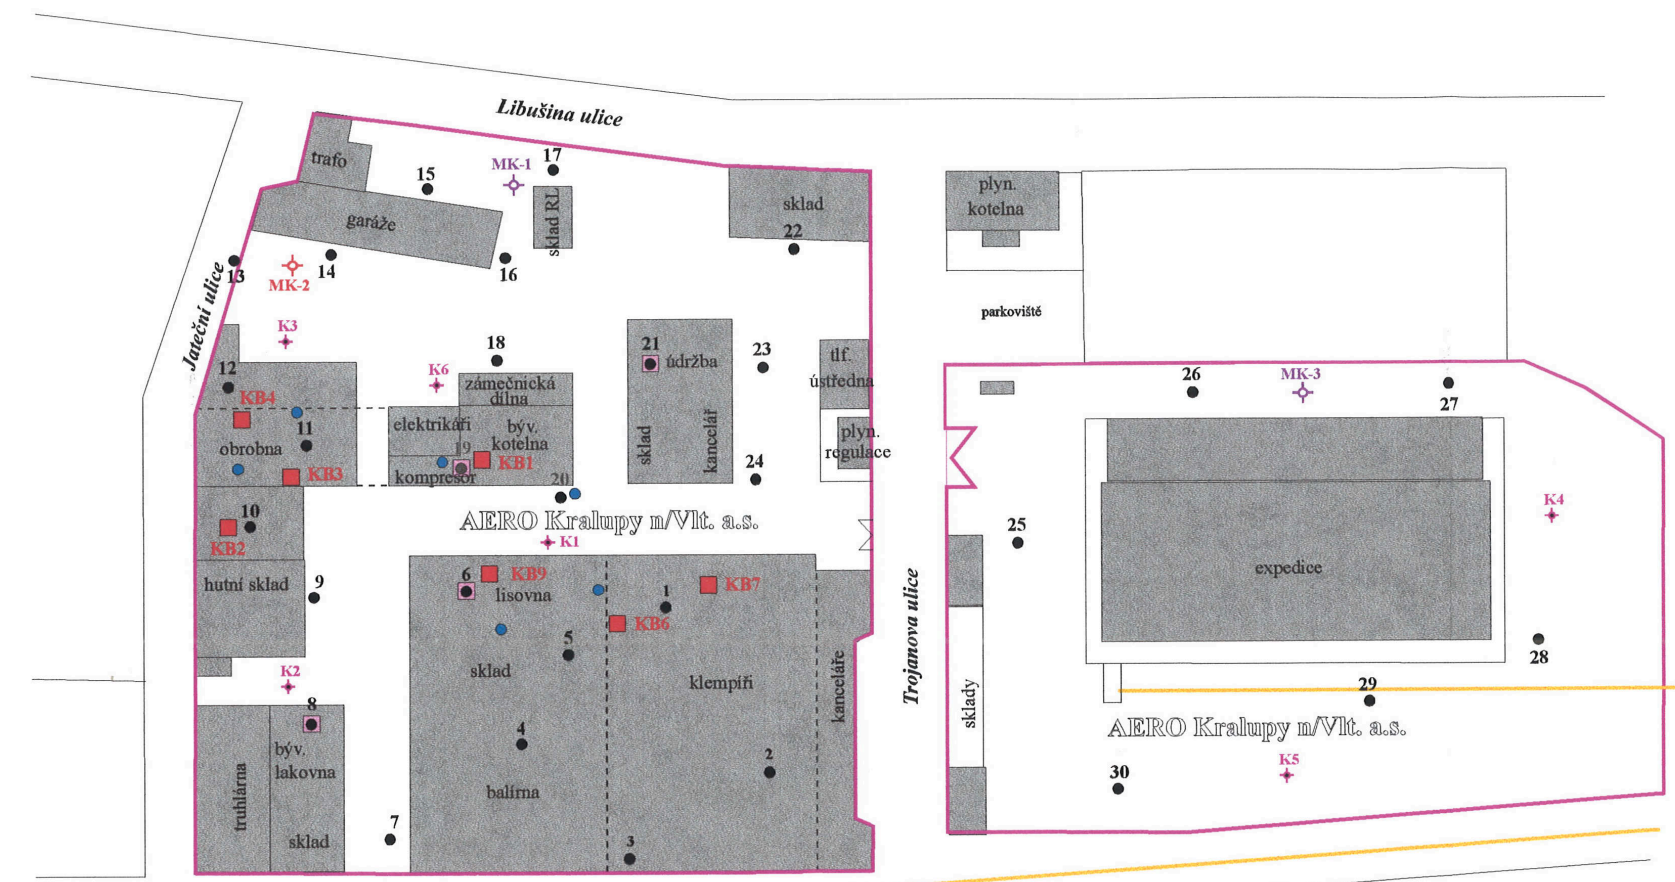 Libušina ulice
trafo
15
MK-1
17
garáže
sklad RL
sklad
22
plyn.
kotelna
13
14
MK-2
16
Jateční ulice
parkoviště
K3
18
K6
21
údržba
23
tlf.
ústředna
12
KB4
zámečnická
dílna
26
MK-3
27
elektrikáři
býv.
kotelna
19
11
obrobna
KB3
KB1
kompresor
sklad
kancelář
plyn.
regulace
24
20
K4
10
KB2
AERO Kralupy n/Vlt. a.s.
K1
25
hutní sklad
9
6
KB9
lisovna
1
KB7
KB6
expedice
Trojanova ulice
5
28
K2
sklad
klempíři
kanceláře
sklady
29
8
býv.
lakovna
4
AERO Kralupy n/Vlt. a.s.
2
K5
30
truhlárna
balírna
sklad
7
3